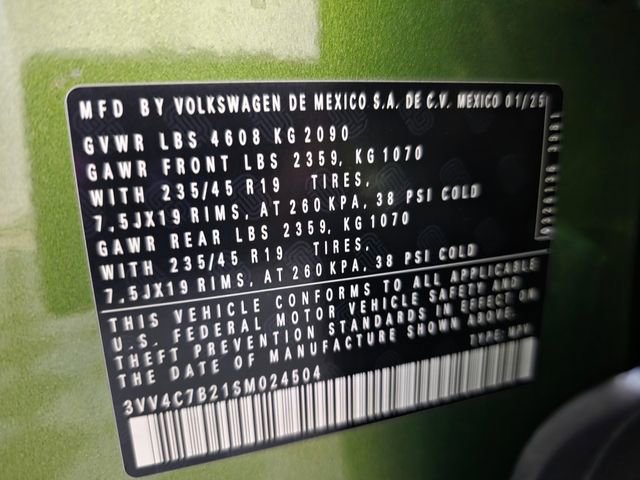 MFD BY VOLKSWAGEN DE MEXICO S.A. DE C.V. MEXICO 01/25
GVWR LBS 4608 KG 2090
GAWR FRONT LBS 2359, KG 1070
WITH 235/45 R19 TIRES,
7,5JX19 RIMS, AT 260 KPA, 38 PSI COLD
GAWR REAR LBS 2359, KG 1070
WITH 235/45 R19 TIRES,
7,5JX19 RIMS, AT 260 KPA, 38 PSI COLD
THIS VEHICLE CONFORMS TO ALL APPLICABLE
U.S. FEDERAL MOTOR VEHICLE SAFETY AND
THEFT PREVENTION STANDARDS IN EFFECT ON
THE DATE OF MANUFACTURE SHOWN ABOVE.
TYPE: MPV
3VV4C7B21SM024504